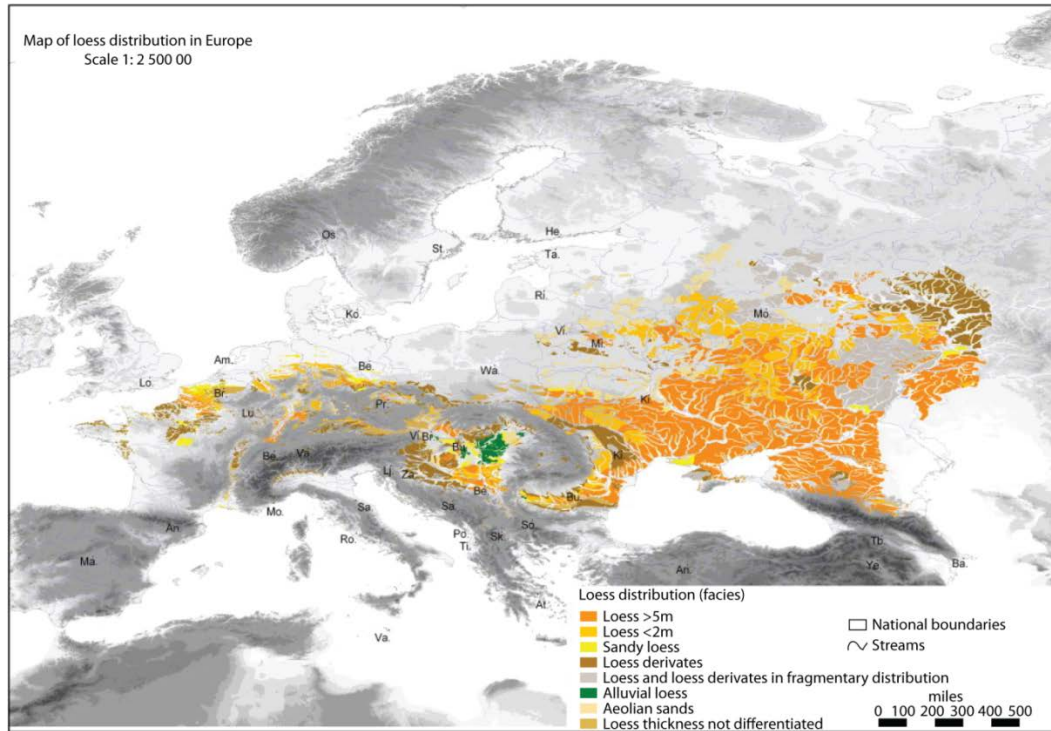 Map of loess distribution in Europe
Scale 1: 2 500 00
Os.
St.
He.
Ta.
Ri.
Ko.
Mo.
Vi.
Mi.
Am.
Be.
Wa.
Lo.
Br.
Ki.
Lu.
Pr.
Vi.
Br.
Bu.
Ki.
Be.
Va.
Lj.
Za.
Be.
Bu.
Mo.
Sa.
Sa.
An.
Ro.
Po.
Ti.
Sk.
So.
Ma.
Tb.
Ye.
Ba.
An.
At.
Va.
Loess distribution (facies)
Loess >5m
Loess <2m
Sandy loess
Loess derivates
Loess and loess derivates in fragmentary distribution
Alluvial loess
Aeolian sands
Loess thickness not differentiated
National boundaries
Streams
miles
0 100 200 300 400 500